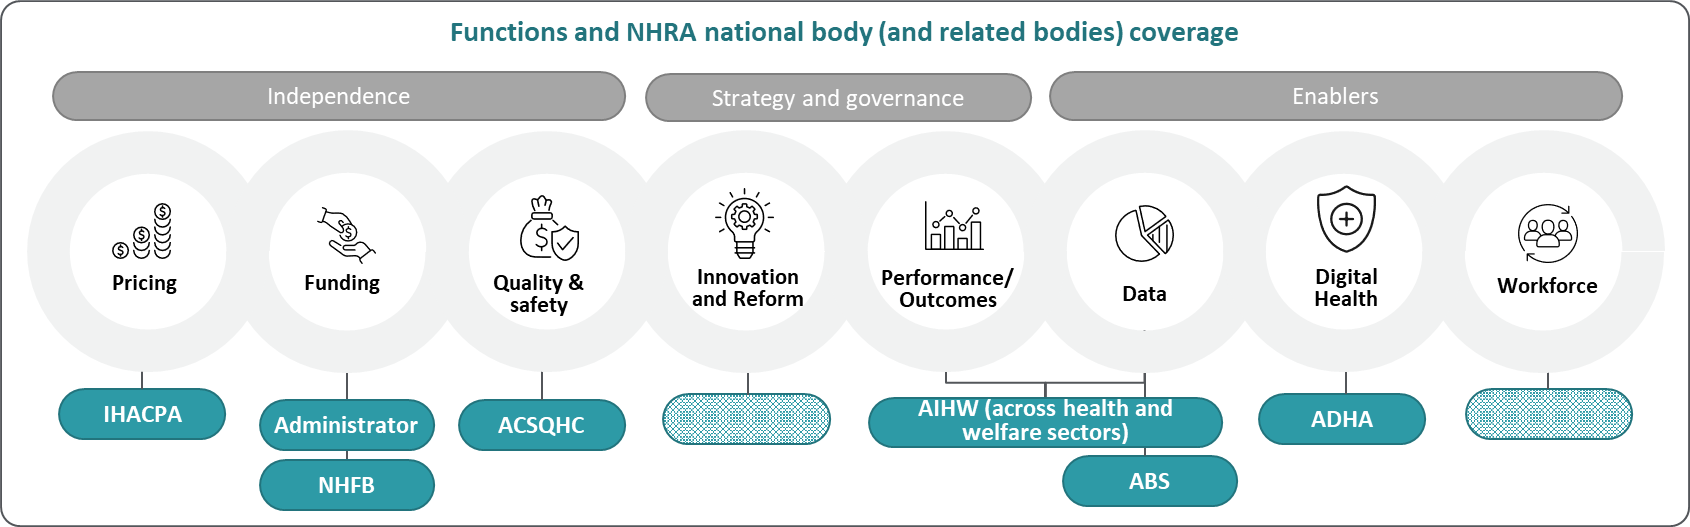 Functions and NHRA national body (and related bodies) coverage
Independence
Strategy and governance
Enablers
Pricing
Funding
Quality &
safety
Innovation
and Reform
Performance/
Outcomes
Data
Digital
Health
Workforce
IHACPA
Administrator
NHFB
ACSQHC
AIHW (across health and
welfare sectors)
ABS
ADHA